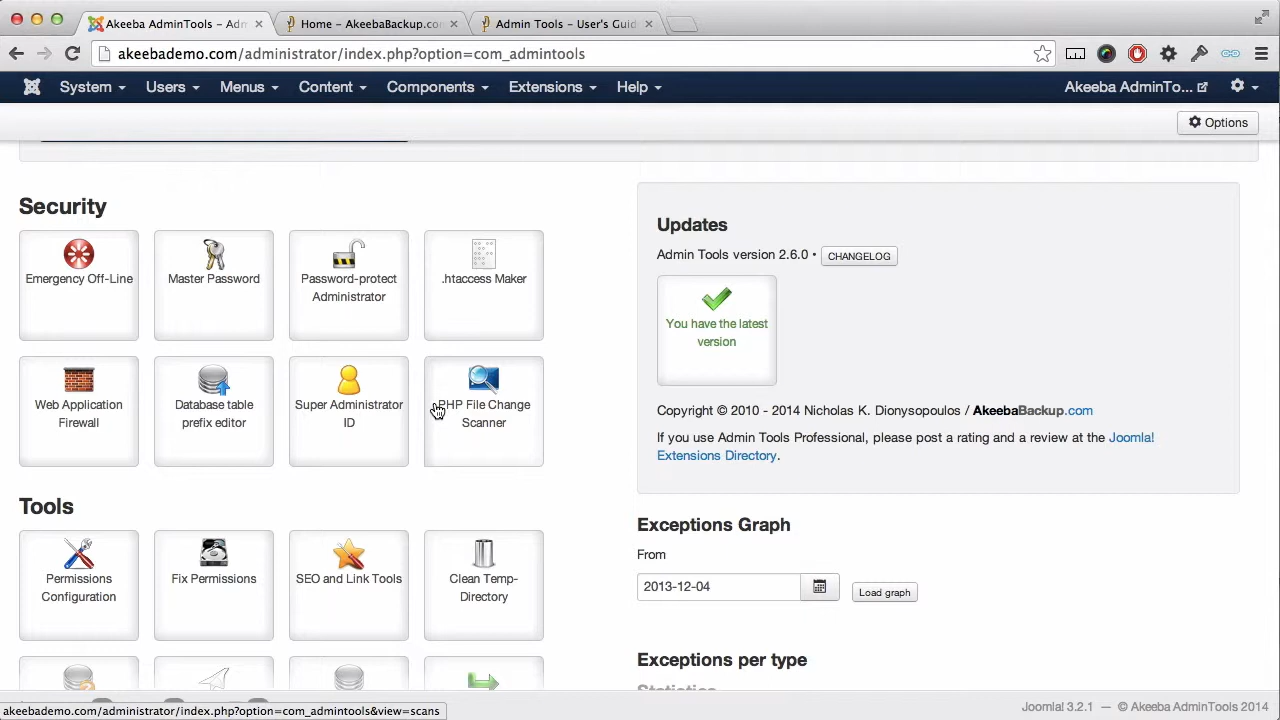 Akeeba AdminTools – Adm
Home – AkeebaBackup.com
Admin Tools – User's Guid
akeebademo.com/administrator/index.php?option=com_admintools
System Users Menus Content Components Extensions Help Akeeba AdminTo...
Options
Security
Emergency Off-Line
Master Password
Password-protect
Administrator
.htaccess Maker
Web Application
Firewall
Database table
prefix editor
Super Administrator
ID
PHP File Change
Scanner
Tools
Permissions
Configuration
Fix Permissions
SEO and Link Tools
Clean Temp-
Directory
Updates
Admin Tools version 2.6.0 • CHANGELOG
You have the latest
version
Copyright © 2010 - 2014 Nicholas K. Dionysopoulos / AkeebaBackup.com
If you use Admin Tools Professional, please post a rating and a review at the Joomla!
Extensions Directory.
Exceptions Graph
From
2013-12-04
Load graph
Exceptions per type
Statistics
akeebademo.com/administrator/index.php?option=com_admintools&view=scans
Joomla! 3.2.1 — © Akeeba AdminTools 2014